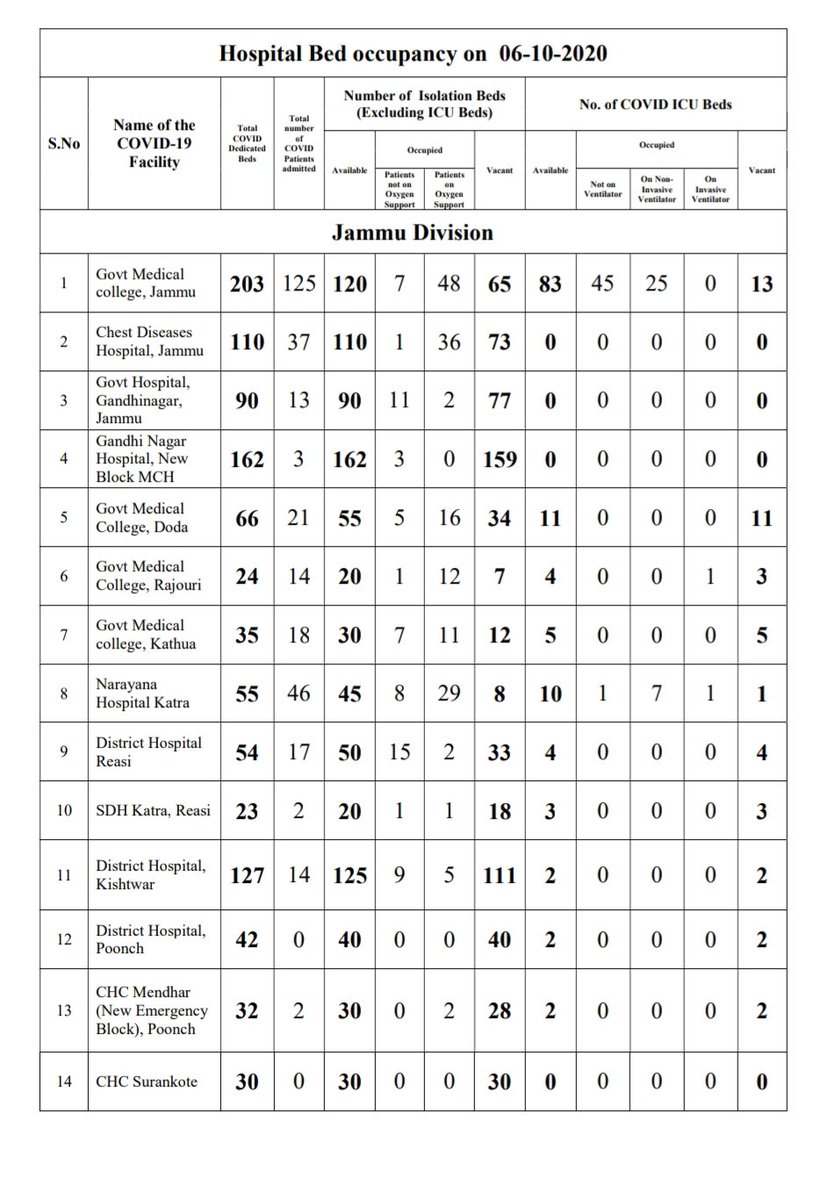 Hospital Bed occupancy on 06-10-2020
S.No
Name of the
COVID-19
Facility
Total
COVID
Dedicated
Beds
Total
number
of
COVID
Patients
admitted
Number of Isolation Beds
(Excluding ICU Beds)
No. of COVID ICU Beds
Available
Occupied
Patients
not on
Oxygen
Support
Patients
on
Oxygen
Support
Vacant
Available
Occupied
Not on
Ventilator
On Non-
Invasive
Ventilator
On
Invasive
Ventilator
Vacant
Jammu Division
1 Govt Medical
college, Jammu 203 125 120 7 48 65 83 45 25 0 13
2 Chest Diseases
Hospital, Jammu 110 37 110 1 36 73 0 0 0 0 0
3 Govt Hospital,
Gandhinagar,
Jammu 90 13 90 11 2 77 0 0 0 0 0
4 Gandhi Nagar
Hospital, New
Block MCH 162 3 162 3 0 159 0 0 0 0 0
5 Govt Medical
College, Doda 66 21 55 5 16 34 11 0 0 0 11
6 Govt Medical
College, Rajouri 24 14 20 1 12 7 4 0 0 1 3
7 Govt Medical
college, Kathua 35 18 30 7 11 12 5 0 0 0 5
8 Narayana
Hospital Katra 55 46 45 8 29 8 10 1 7 1 1
9 District Hospital
Reasi 54 17 50 15 2 33 4 0 0 0 4
10 SDH Katra, Reasi 23 2 20 1 1 18 3 0 0 0 3
11 District Hospital,
Kishtwar 127 14 125 9 5 111 2 0 0 0 2
12 District Hospital,
Poonch 42 0 40 0 0 40 2 0 0 0 2
13 CHC Mendhar
(New Emergency
Block), Poonch 32 2 30 0 2 28 2 0 0 0 2
14 CHC Surankote 30 0 30 0 0 30 0 0 0 0 0